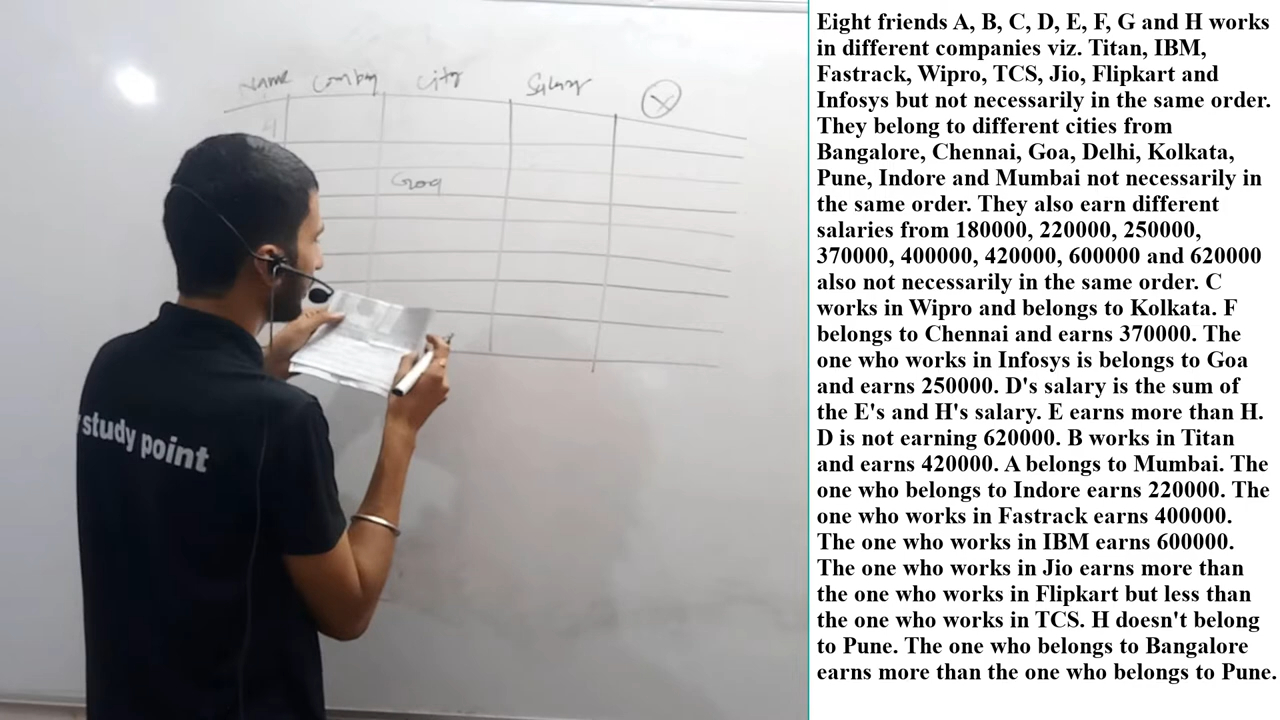 Name Company City Salary X
Goa
study point
Eight friends A, B, C, D, E, F, G and H works
in different companies viz. Titan, IBM,
Fastrack, Wipro, TCS, Jio, Flipkart and
Infosys but not necessarily in the same order.
They belong to different cities from
Bangalore, Chennai, Goa, Delhi, Kolkata,
Pune, Indore and Mumbai not necessarily in
the same order. They also earn different
salaries from 180000, 220000, 250000,
370000, 400000, 420000, 600000 and 620000
also not necessarily in the same order. C
works in Wipro and belongs to Kolkata. F
belongs to Chennai and earns 370000. The
one who works in Infosys is belongs to Goa
and earns 250000. D's salary is the sum of
the E's and H's salary. E earns more than H.
D is not earning 620000. B works in Titan
and earns 420000. A belongs to Mumbai. The
one who belongs to Indore earns 220000. The
one who works in Fastrack earns 400000.
The one who works in IBM earns 600000.
The one who works in Jio earns more than
the one who works in Flipkart but less than
the one who works in TCS. H doesn't belong
to Pune. The one who belongs to Bangalore
earns more than the one who belongs to Pune.